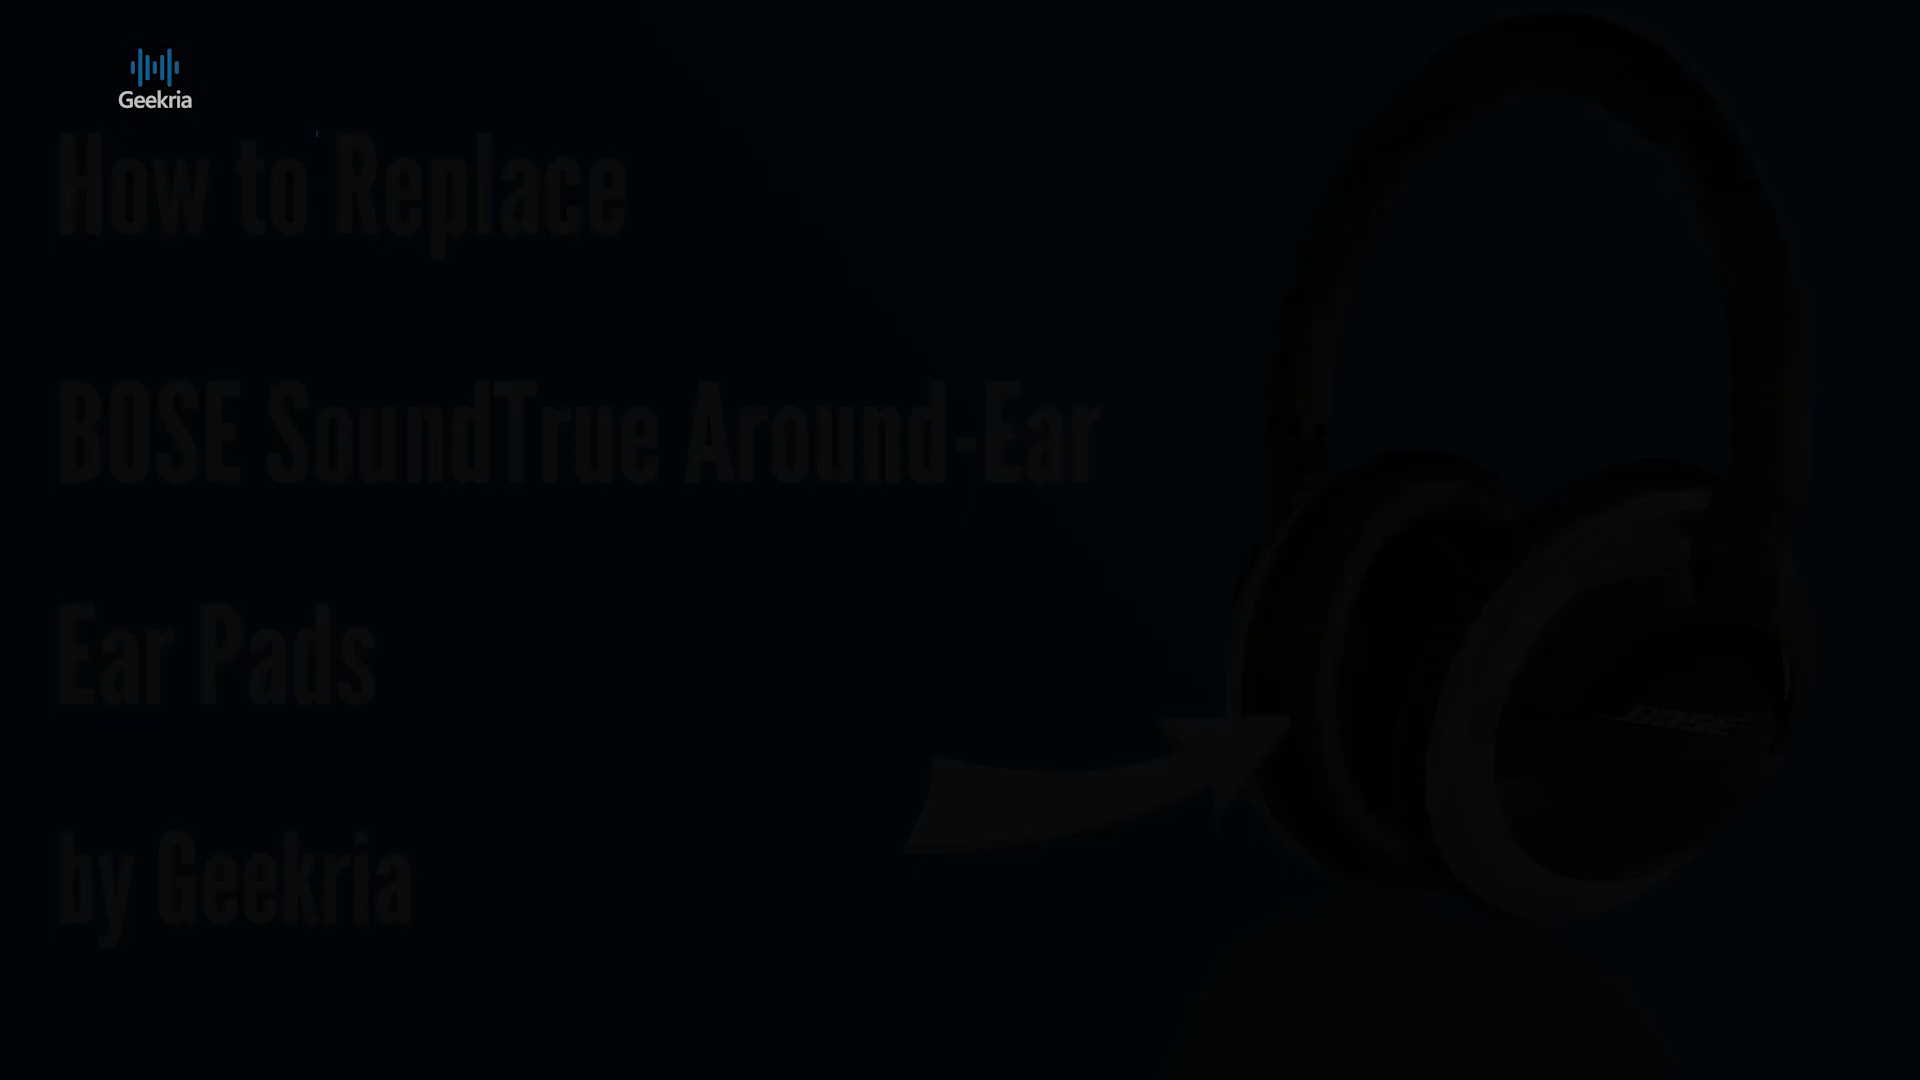 Geekria
How to Replace
BOSE SoundTrue Around-Ear
Ear Pads
by Geekria
BOSE